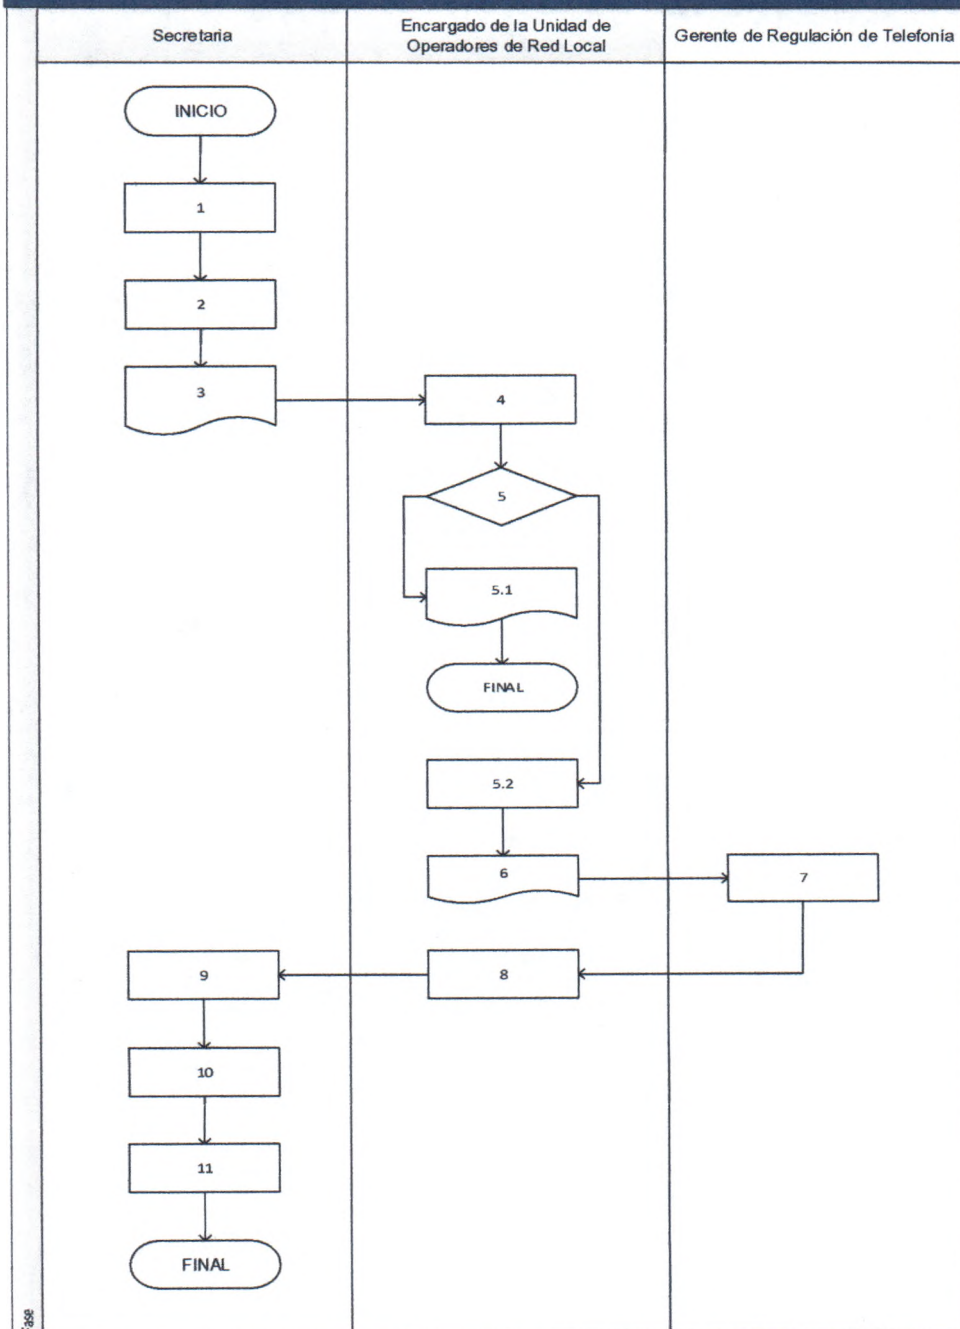 Secretaria
Encargado de la Unidad de
Operadores de Red Local
Gerente de Regulación de Telefonía
INICIO
1
2
3
4
5
5.1
FINAL
5.2
6
7
8
9
10
11
FINAL